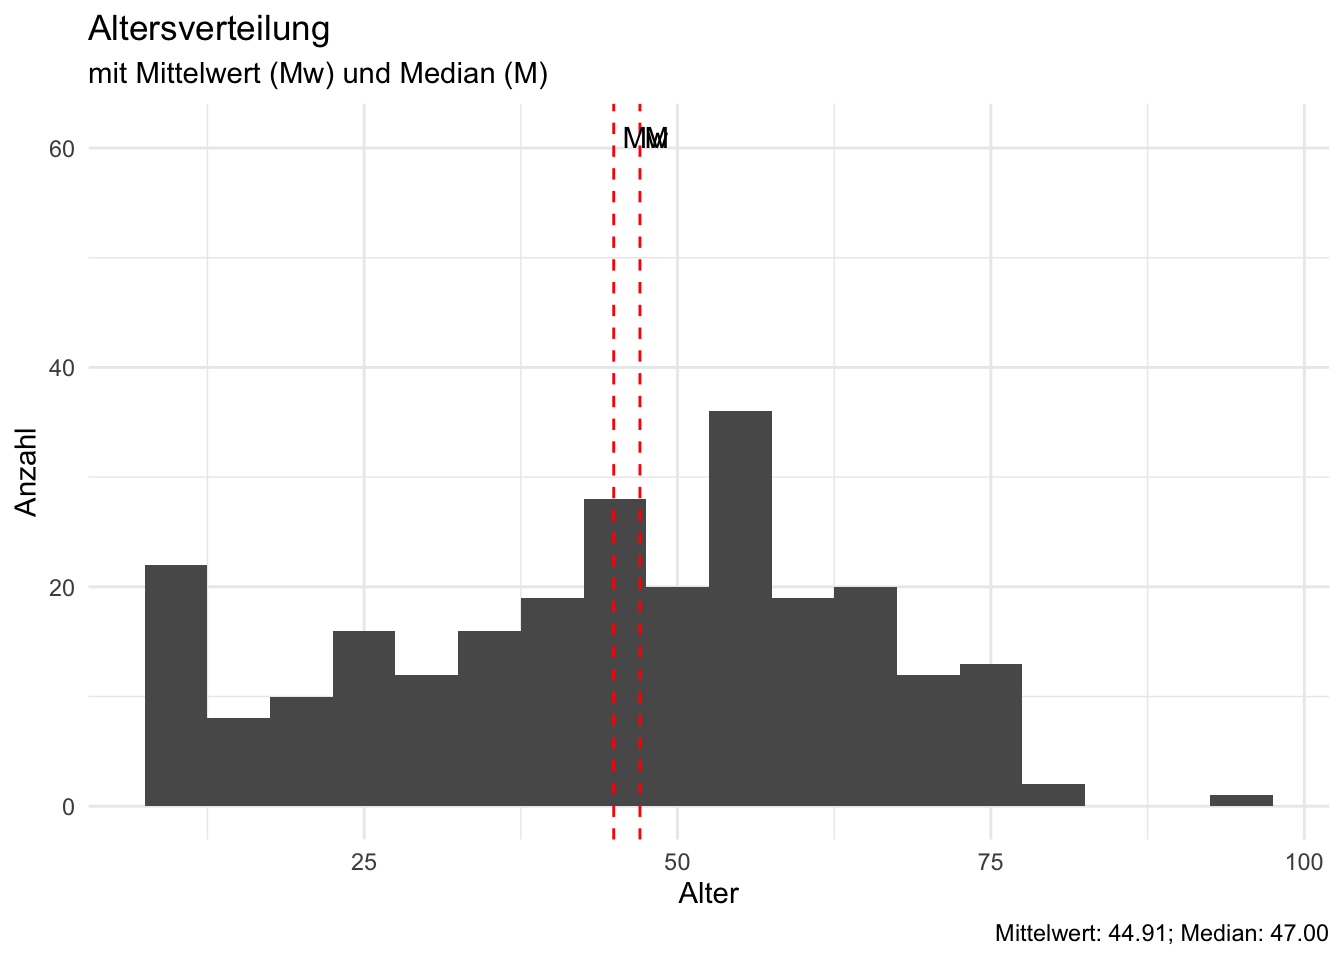 Altersverteilung
mit Mittelwert (Mw) und Median (M)
Mw M
60
40
20
0
Anzahl
25 50 75 100
Alter
Mittelwert: 44.91; Median: 47.00